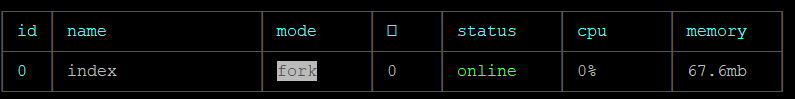 id name mode status cpu memory
0 index fork 0 online 0% 67.6mb